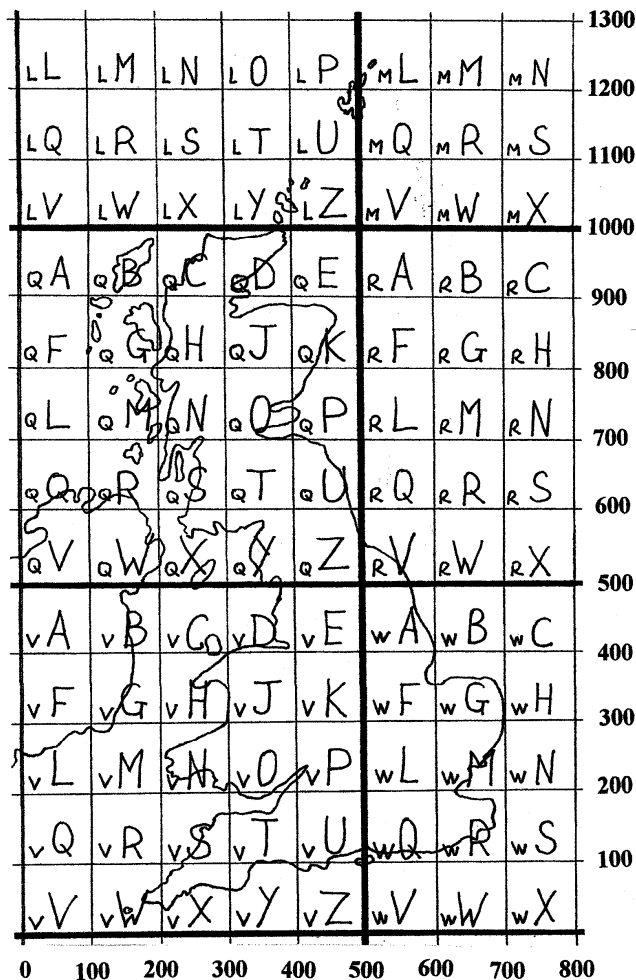 1300
LL LM LN LO LP ML MM MN
1200
LQ LR LS LT LU MQ MR MS
1100
LV LW LX LY LZ MV MW MX
1000
QA QB QC QD QE RA RB RC
900
QF QG QH QJ QK RF RG RH
800
QL QM QN QO QP RL RM RN
700
QQ QR QS QT QU RQ RR RS
600
QV QW QX QY QZ RV RW RX
500
VA VB VC VD VE WA WB WC
400
VF VG VH VJ VK WF WG WH
300
VL VM VN VO VP WL WM WN
200
VQ VR VS VT VU WQ WR WS
100
VV VW VX VY VZ WV WW WX
0 100 200 300 400 500 600 700 800